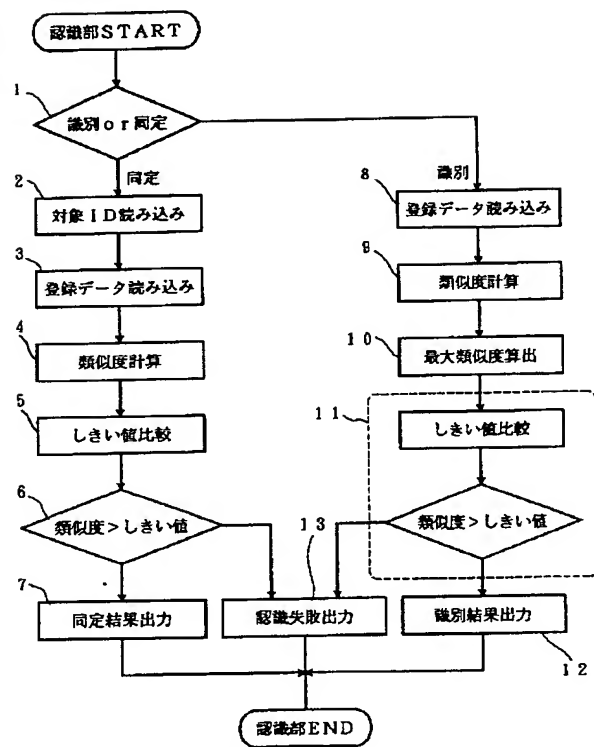 認識部START
1
識別or同定
同定
識別
2
対象ID読み込み
3
登録データ読み込み
4
類似度計算
5
しきい値比較
6
類似度>しきい値
7
同定結果出力
8
登録データ読み込み
9
類似度計算
10
最大類似度算出
11
しきい値比較
類似度>しきい値
13
認識失敗出力
識別結果出力
12
認識部END